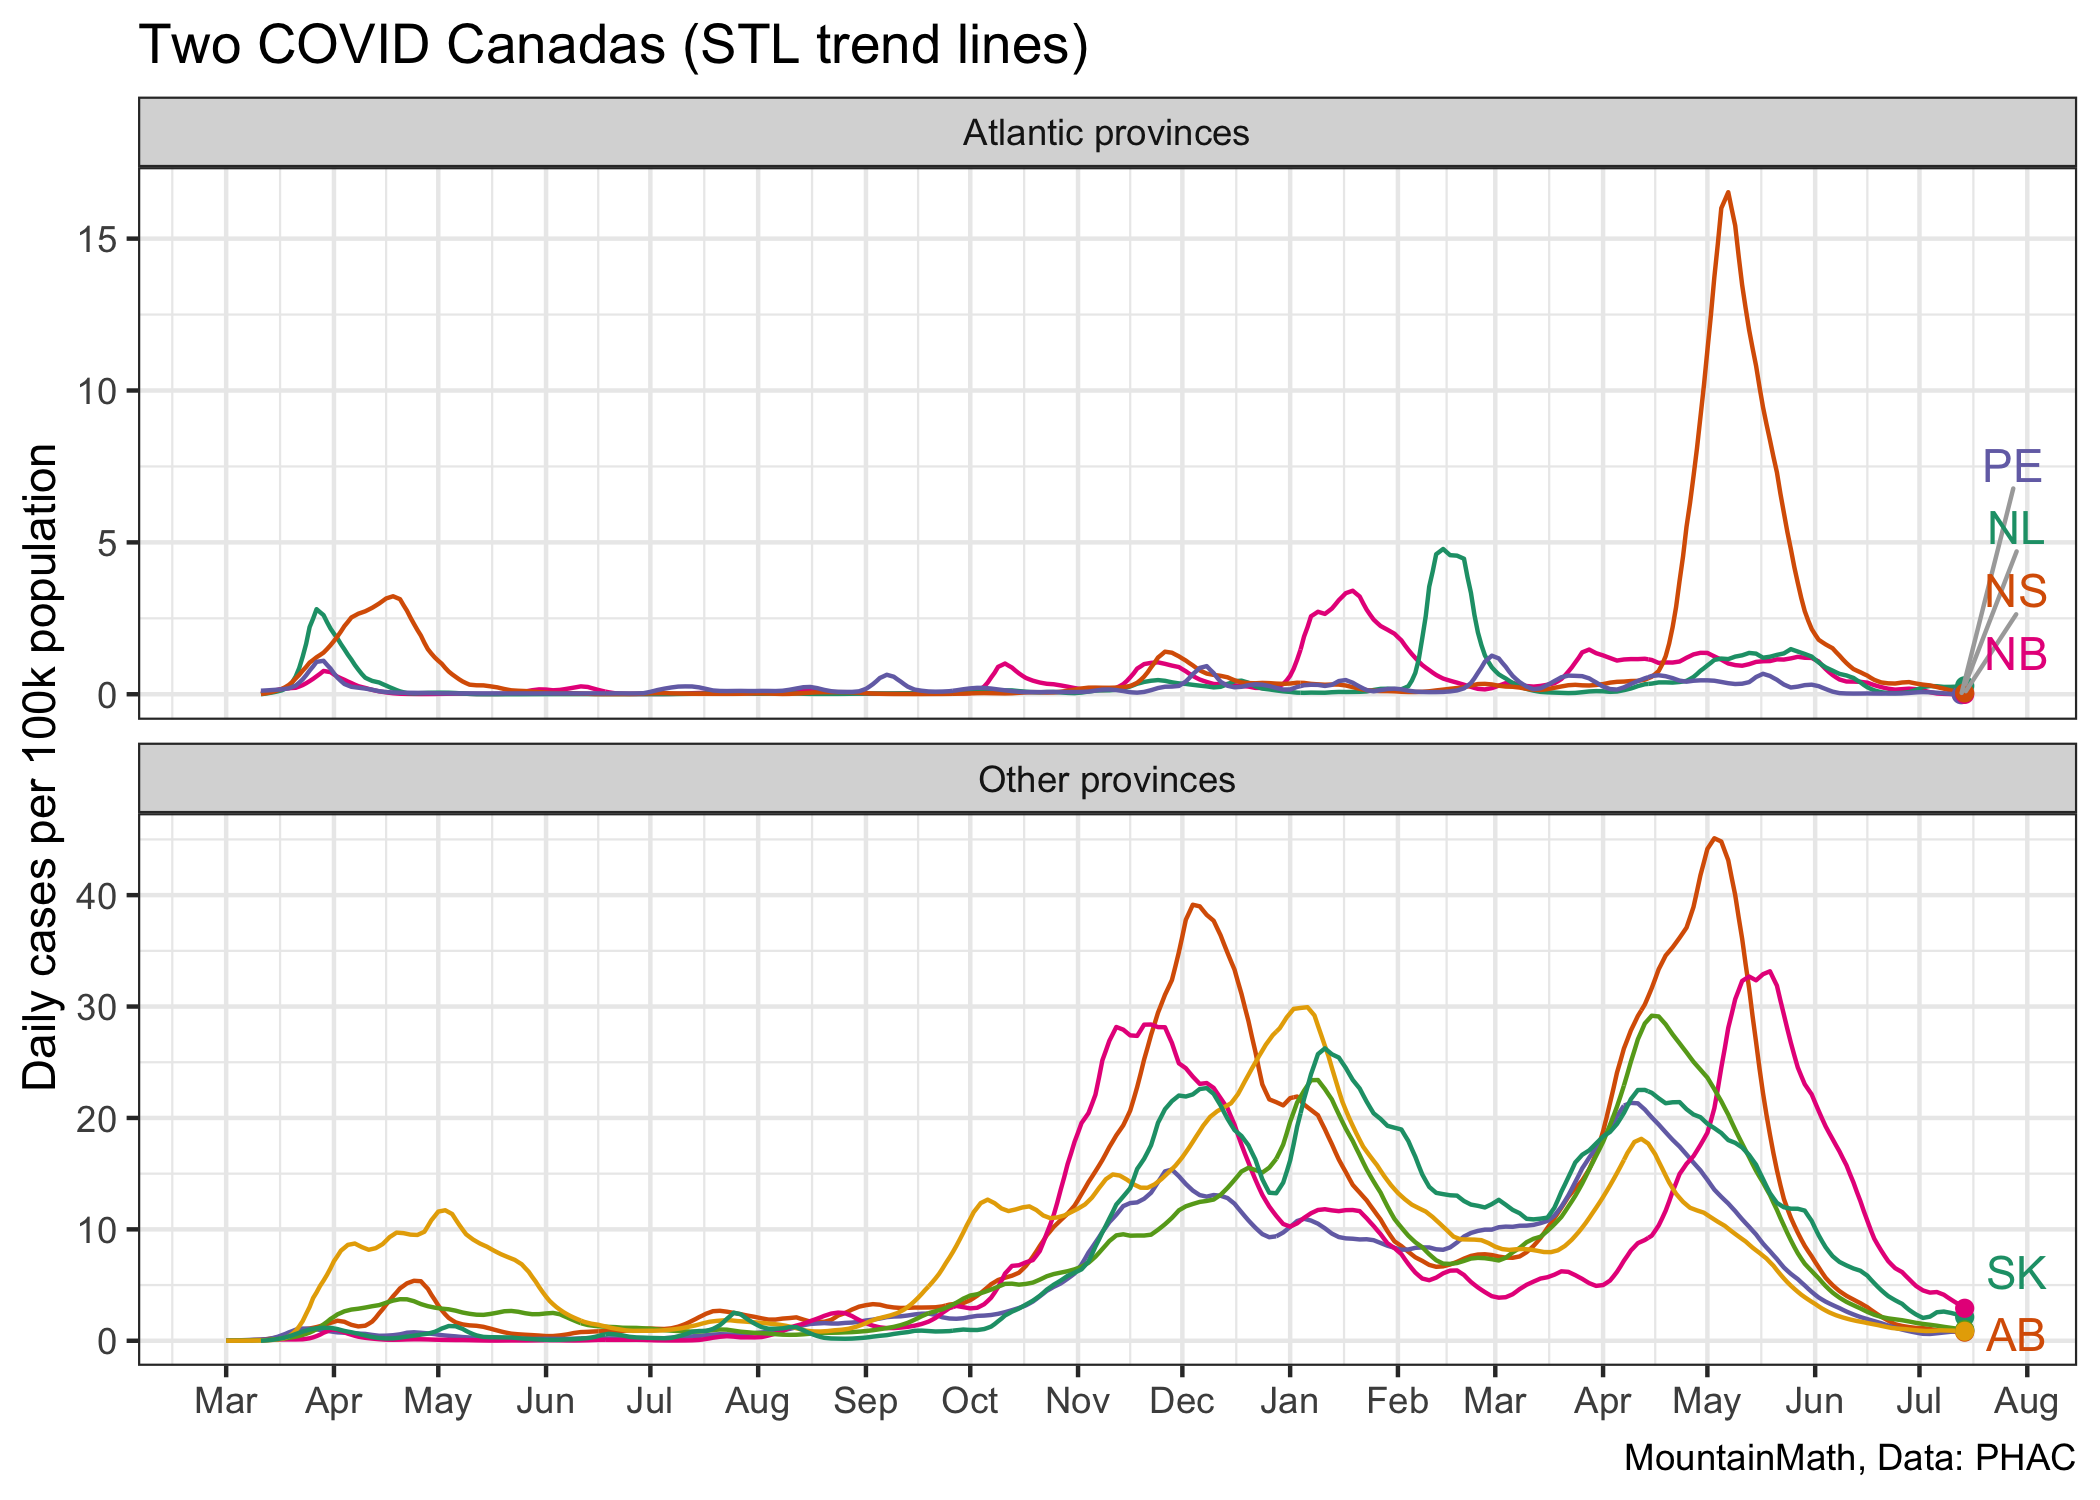 Two COVID Canadas (STL trend lines)
Atlantic provinces
15
10
5
0
PE
NL
NS
NB
Daily cases per 100k population
Other provinces
40
30
20
10
0
SK
AB
Mar Apr May Jun Jul Aug Sep Oct Nov Dec Jan Feb Mar Apr May Jun Jul Aug
MountainMath, Data: PHAC